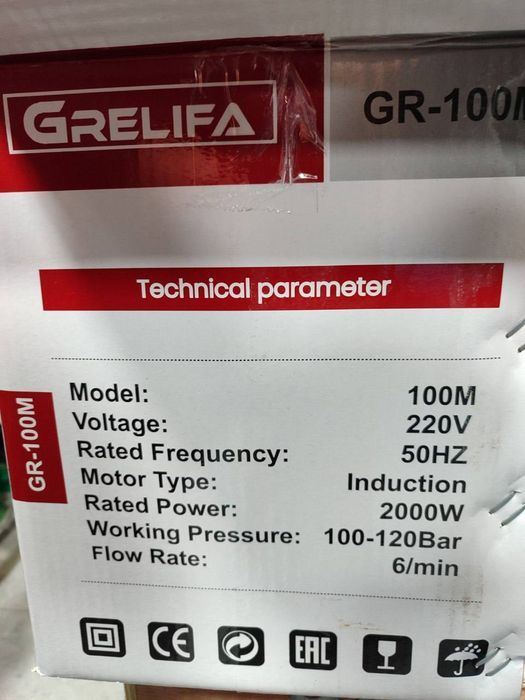 GRELIFA
GR-100M
Technical parameter
GR-100M
Model: 100M
Voltage: 220V
Rated Frequency: 50HZ
Motor Type: Induction
Rated Power: 2000W
Working Pressure: 100-120Bar
Flow Rate: 6/min
CE
EAC